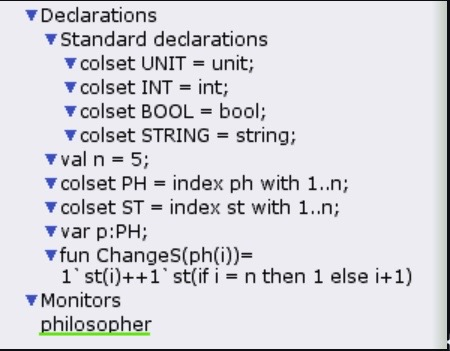 Declarations
Standard declarations
colset UNIT = unit;
colset INT = int;
colset BOOL = bool;
colset STRING = string;
val n = 5;
colset PH = index ph with 1..n;
colset ST = index st with 1..n;
var p:PH;
fun ChangeS(ph(i))=
1`st(i)++1`st(if i = n then 1 else i+1)
Monitors
philosopher